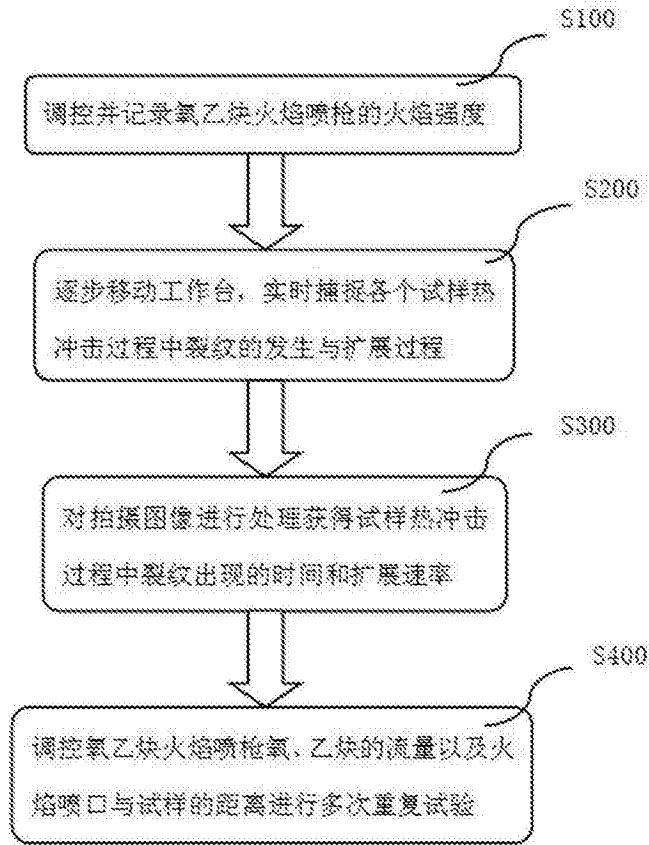 S100
调控并记录氧乙炔火焰喷枪的火焰强度
S200
逐步移动工作台，实时捕捉各个试样热
冲击过程中裂纹的发生与扩展过程
S300
对拍摄图像进行处理获得试样热冲击
过程中裂纹出现的时间和扩展速率
S400
调控氧乙炔火焰喷枪氧、乙炔的流量以及火
焰喷口与试样的距离进行多次重复试验